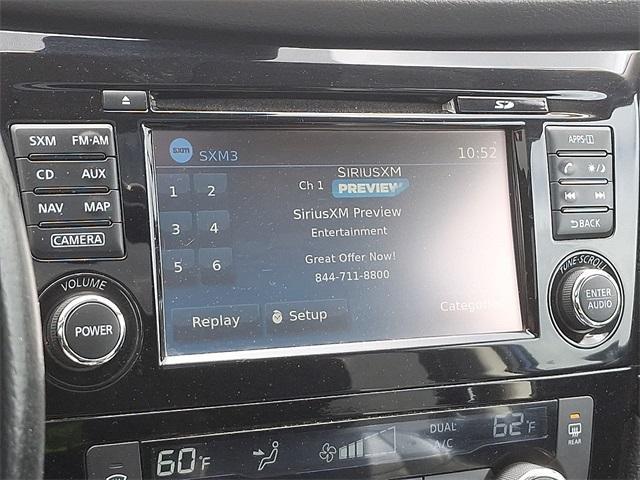 SXM FM·AM
CD AUX
NAV MAP
CAMERA
VOLUME
POWER
SD
sxm SXM3 10:52
1 2
3 4
5 6
Ch 1 SIRIUSXM
PREVIEW
SiriusXM Preview
Entertainment
Great Offer Now!
844-711-8800
Replay Setup
APPS
BACK
TUNE·SCROLL
ENTER
AUDIO
60°F
DUAL
A/C
62°F
REAR